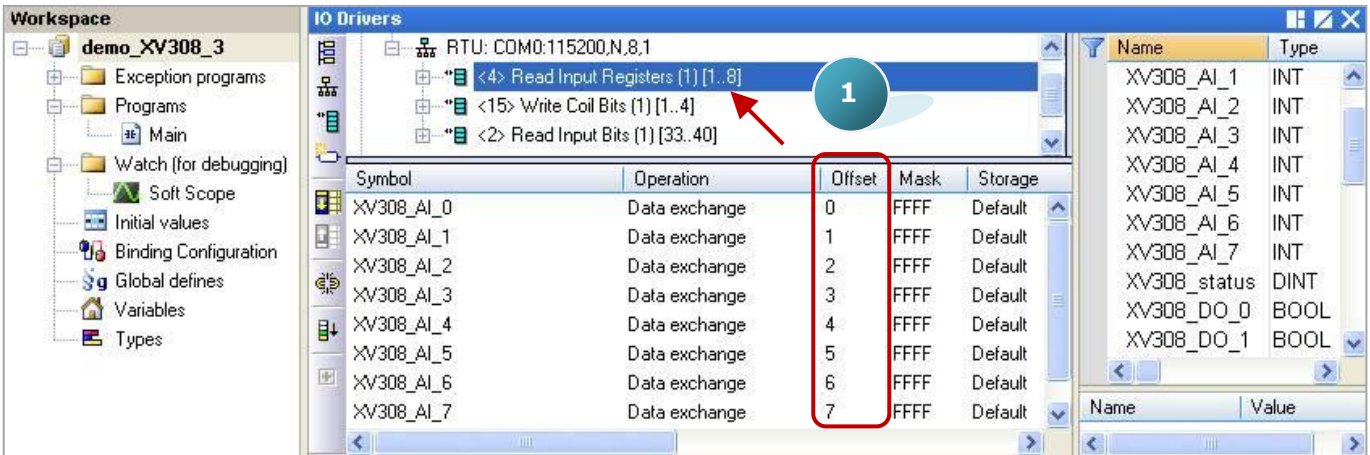 Workspace
demo_XV308_3
Exception programs
Programs
Main
Watch (for debugging)
Soft Scope
Initial values
Binding Configuration
Global defines
Variables
Types
IO Drivers
RTU: COM0:115200,N,8,1
<4> Read Input Registers (1) [1..8]
<15> Write Coil Bits (1) [1..4]
<2> Read Input Bits (1) [33..40]
1
Symbol Operation Offset Mask Storage
XV308_AI_0 Data exchange 0 FFFF Default
XV308_AI_1 Data exchange 1 FFFF Default
XV308_AI_2 Data exchange 2 FFFF Default
XV308_AI_3 Data exchange 3 FFFF Default
XV308_AI_4 Data exchange 4 FFFF Default
XV308_AI_5 Data exchange 5 FFFF Default
XV308_AI_6 Data exchange 6 FFFF Default
XV308_AI_7 Data exchange 7 FFFF Default
Name Type
XV308_AI_1 INT
XV308_AI_2 INT
XV308_AI_3 INT
XV308_AI_4 INT
XV308_AI_5 INT
XV308_AI_6 INT
XV308_AI_7 INT
XV308_status DINT
XV308_DO_0 BOOL
XV308_DO_1 BOOL
Name Value